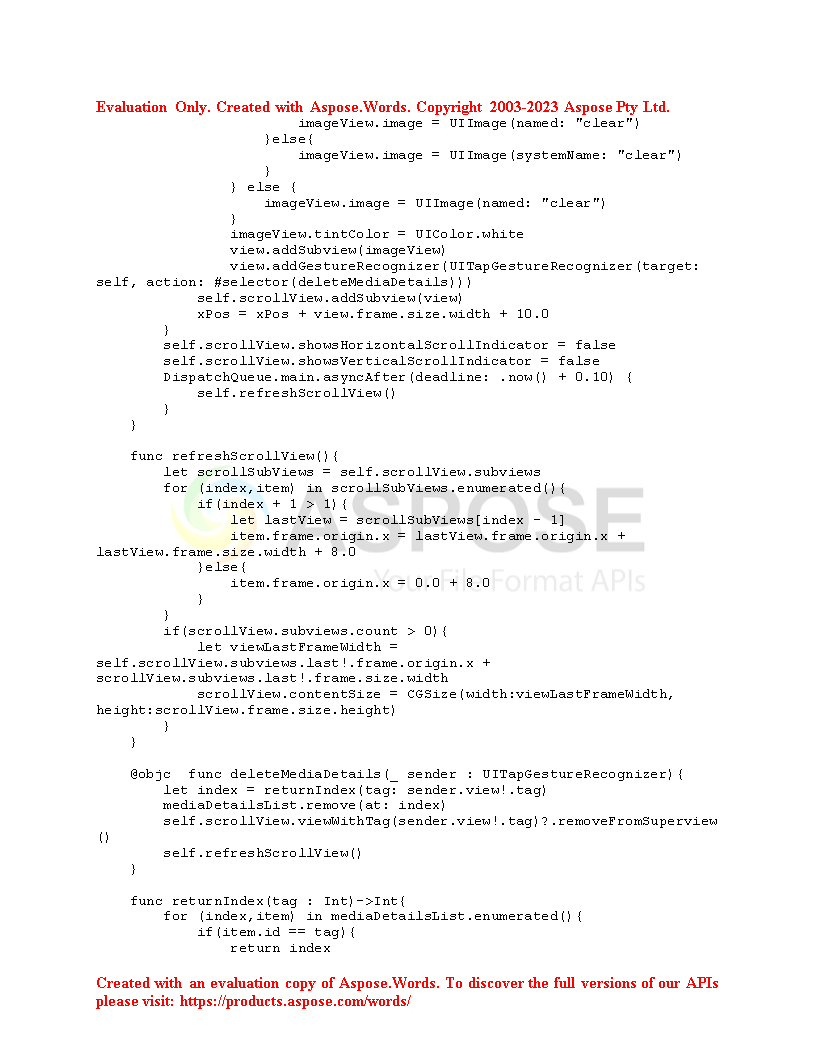 Evaluation Only. Created with Aspose.Words. Copyright 2003-2023 Aspose Pty Ltd.
                        imageView.image = UIImage(named: "clear")
                    }else{
                        imageView.image = UIImage(systemName: "clear")
                    }
                } else {
                    imageView.image = UIImage(named: "clear")
                }
                imageView.tintColor = UIColor.white
                view.addSubview(imageView)
                view.addGestureRecognizer(UITapGestureRecognizer(target:
self, action: #selector(deleteMediaDetails)))
            self.scrollView.addSubview(view)
            xPos = xPos + view.frame.size.width + 10.0
        }
        self.scrollView.showsHorizontalScrollIndicator = false
        self.scrollView.showsVerticalScrollIndicator = false
        DispatchQueue.main.asyncAfter(deadline: .now() + 0.10) {
            self.refreshScrollView()
        }
    }

    func refreshScrollView(){
        let scrollSubViews = self.scrollView.subviews
        for (index,item) in scrollSubViews.enumerated(){
            if(index + 1 > 1){
                let lastView = scrollSubViews[index - 1]
                item.frame.origin.x = lastView.frame.origin.x +
lastView.frame.size.width + 8.0
            }else{
                item.frame.origin.x = 0.0 + 8.0
            }
        }
        if(scrollView.subviews.count > 0){
            let viewLastFrameWidth =
self.scrollView.subviews.last!.frame.origin.x +
scrollView.subviews.last!.frame.size.width
            scrollView.contentSize = CGSize(width:viewLastFrameWidth,
height:scrollView.frame.size.height)
        }
    }

    @objc  func deleteMediaDetails(_ sender : UITapGestureRecognizer){
        let index = returnIndex(tag: sender.view!.tag)
        mediaDetailsList.remove(at: index)
        self.scrollView.viewWithTag(sender.view!.tag)?.removeFromSuperview
()
        self.refreshScrollView()
    }

    func returnIndex(tag : Int)->Int{
        for (index,item) in mediaDetailsList.enumerated(){
            if(item.id == tag){
                return index
ASPOSE
Your File Format APIs
Created with an evaluation copy of Aspose.Words. To discover the full versions of our APIs
please visit: https://products.aspose.com/words/